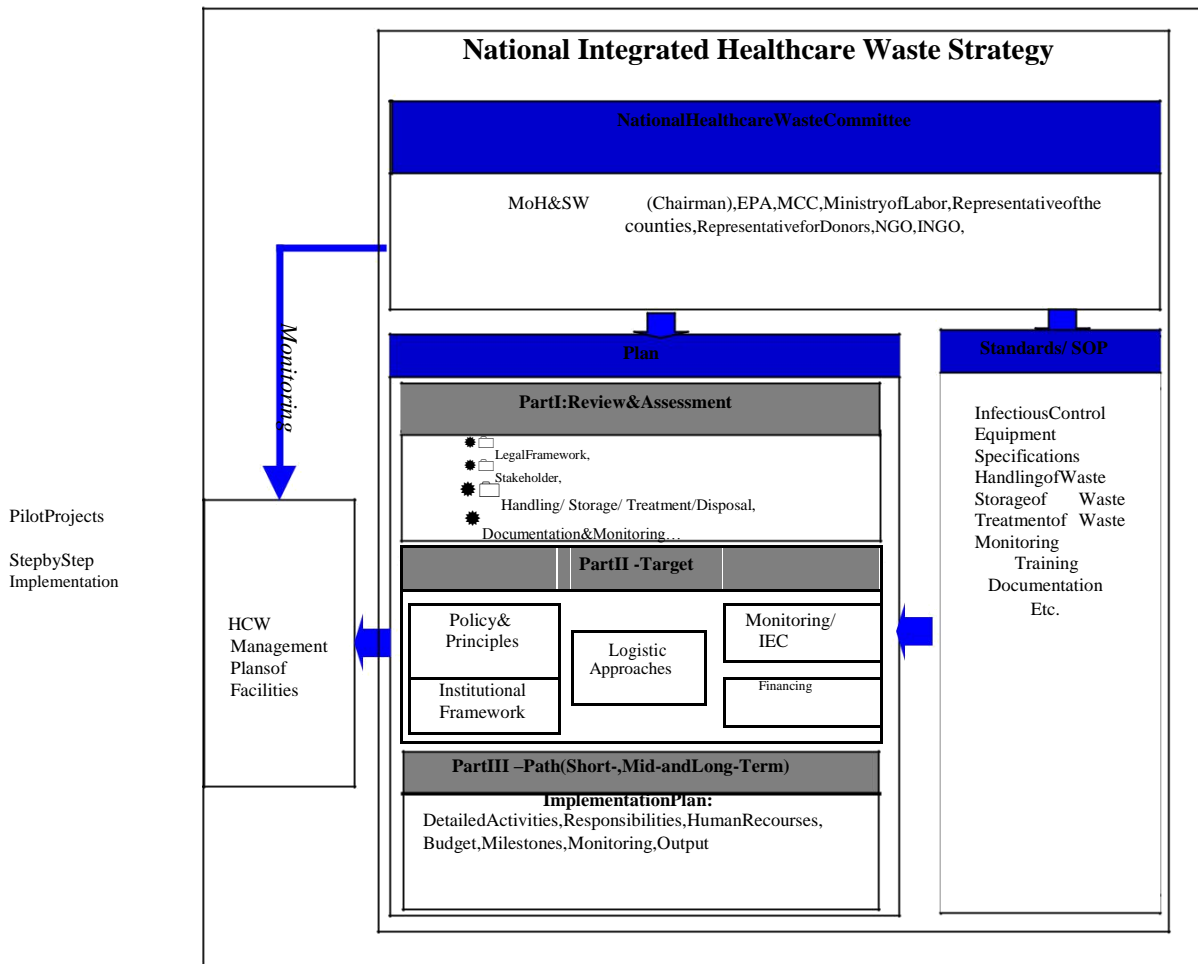 National Integrated Healthcare Waste Strategy
NationalHealthcareWasteCommittee
MoH&SW (Chairman),EPA,MCC,MinistryofLabor,Representativeofthe
counties,RepresentativeforDonors,NGO,INGO,
Monitoring
Plan
PartI:Review&Assessment
LegalFramework,
Stakeholder,
Handling/ Storage/ Treatment/Disposal,
Documentation&Monitoring…
PartII -Target
Policy&
Principles
Institutional
Framework
Logistic
Approaches
Monitoring/
IEC
Financing
PartIII –Path(Short-,Mid-andLong-Term)
ImplementationPlan:
DetailedActivities,Responsibilities,HumanRecourses,
Budget,Milestones,Monitoring,Output
Standards/ SOP
InfectiousControl
Equipment
Specifications
HandlingofWaste
Storageof Waste
Treatmentof Waste
Monitoring
Training
Documentation
Etc.
HCW
Management
Plansof
Facilities
PilotProjects
StepbyStep
Implementation